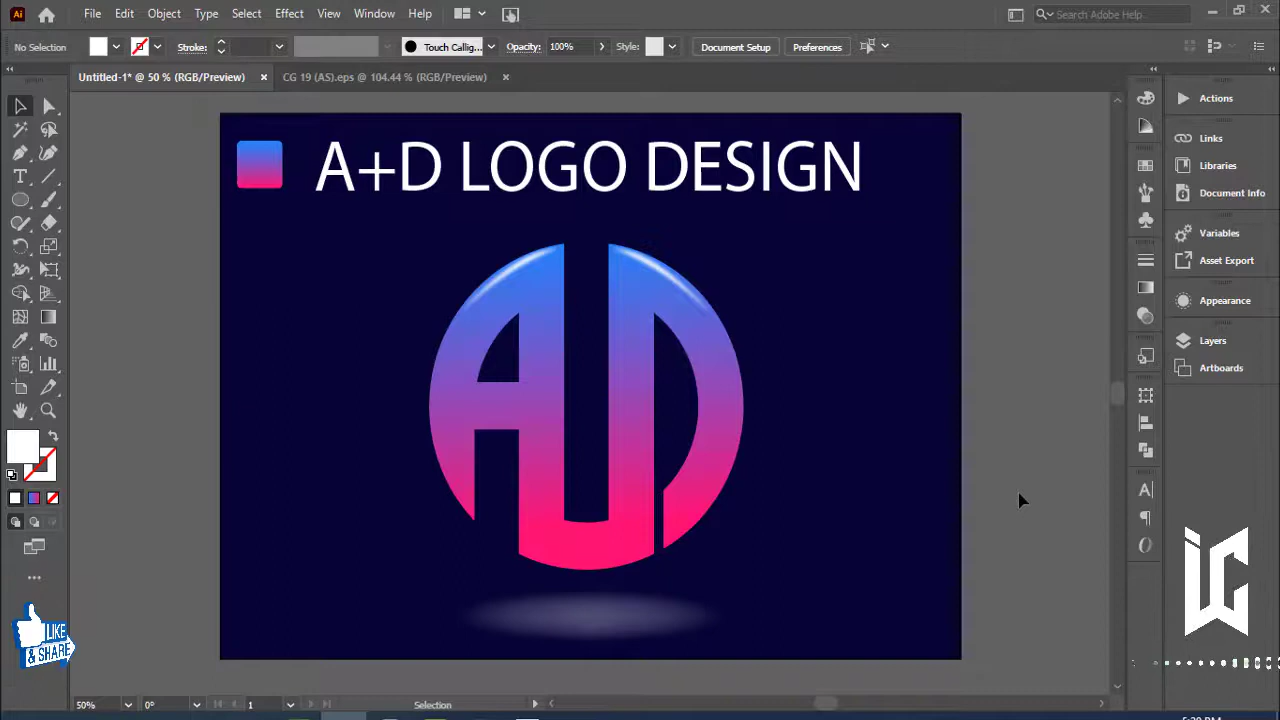 Ai File Edit Object Type Select Effect View Window Help Search Adobe Help
No Selection Stroke: Touch Callig... Opacity: 100% Style: Document Setup Preferences
Untitled-1* @ 50 % (RGB/Preview) × CG 19 (AS).eps @ 104.44 % (RGB/Preview) ×
A+D LOGO DESIGN
AD
Actions
Links
Libraries
Document Info
Variables
Asset Export
Appearance
Layers
Artboards
LIKE
& SHARE
50% 0° 1 Selection